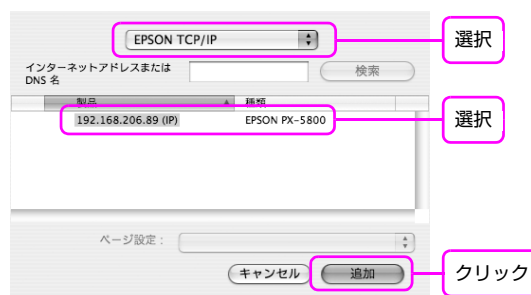 EPSON TCP/IP
選択
インターネットアドレスまたは
DNS 名
検索
製品 種類
192.168.206.89 (IP) EPSON PX-5800
選択
ページ設定：
キャンセル 追加
クリック